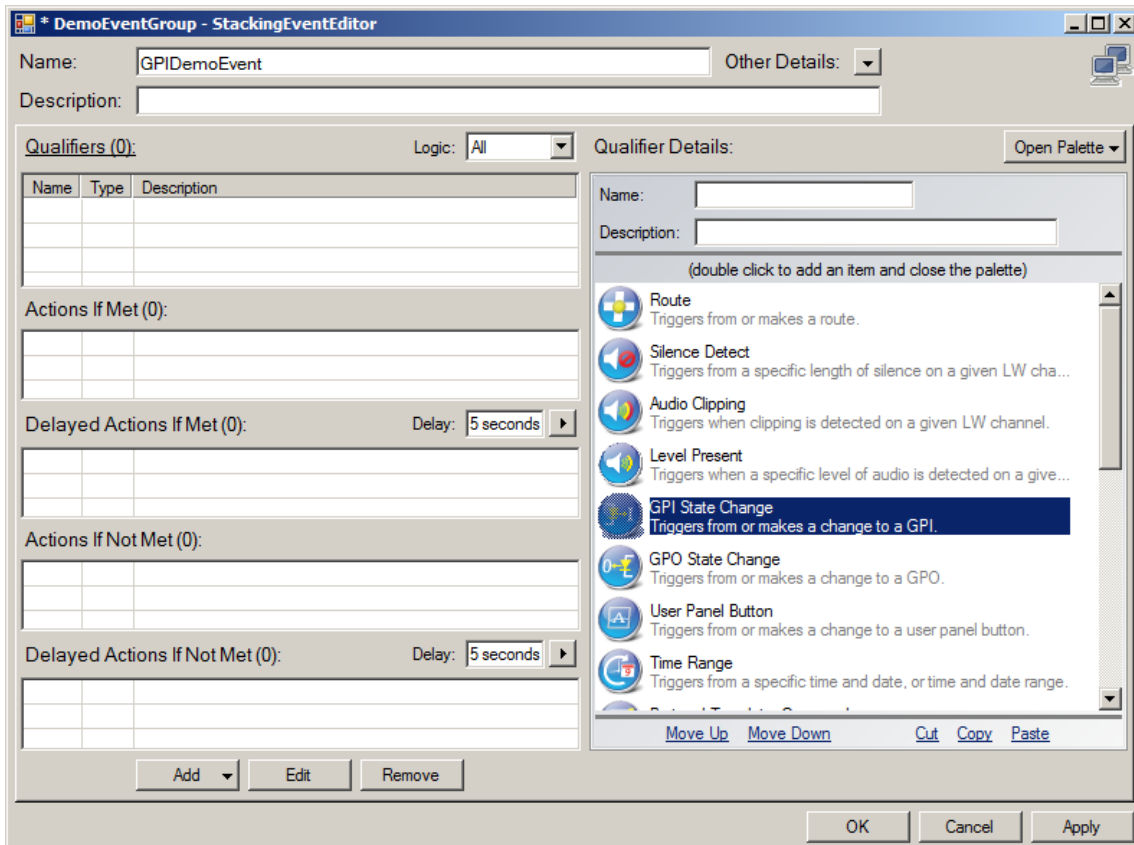 * DemoEventGroup - StackingEventEditor
Name: GPIDemoEvent Other Details:
Description:
Qualifiers (0): Logic: All
Name Type Description
Actions If Met (0):
Delayed Actions If Met (0): Delay: 5 seconds
Actions If Not Met (0):
Delayed Actions If Not Met (0): Delay: 5 seconds
Add Edit Remove
Qualifier Details: Open Palette
Name:
Description:
(double click to add an item and close the palette)
Route
Triggers from or makes a route.
Silence Detect
Triggers from a specific length of silence on a given LW cha...
Audio Clipping
Triggers when clipping is detected on a given LW channel.
Level Present
Triggers when a specific level of audio is detected on a give...
GPI State Change
Triggers from or makes a change to a GPI.
GPO State Change
Triggers from or makes a change to a GPO.
User Panel Button
Triggers from or makes a change to a user panel button.
Time Range
Triggers from a specific time and date, or time and date range.
Move Up Move Down Cut Copy Paste
OK Cancel Apply